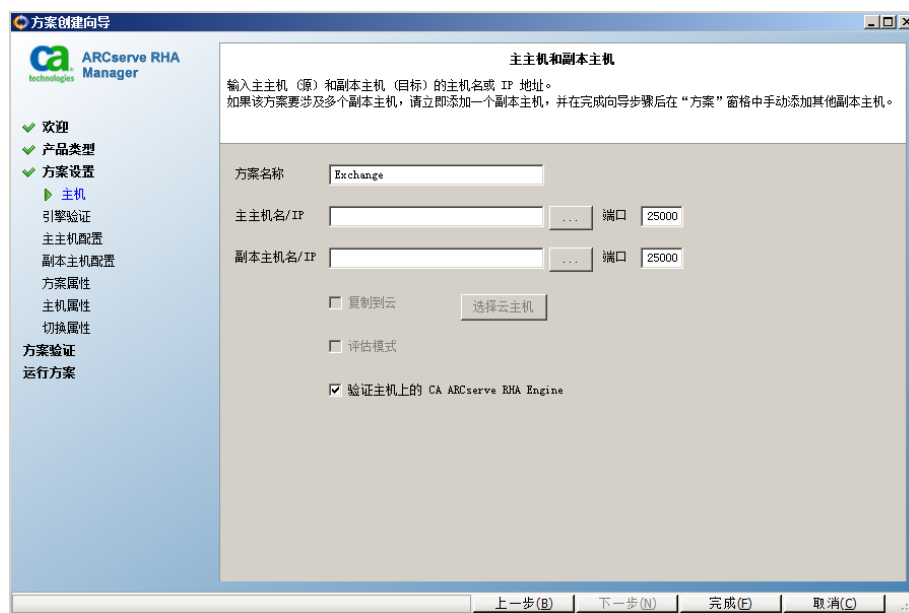 方案创建向导
ca
technologies
ARCserve RHA
Manager
欢迎
产品类型
方案设置
主机
引擎验证
主主机配置
副本主机配置
方案属性
主机属性
切换属性
方案验证
运行方案
主主机和副本主机
输入主主机（源）和副本主机（目标）的主机名或 IP 地址。
如果该方案要涉及多个副本主机，请立即添加一个副本主机，并在完成向导步骤后在“方案”窗格中手动添加其他副本主机。
方案名称 Exchange
主主机名/IP ... 端口 25000
副本主机名/IP ... 端口 25000
复制到云 选择云主机
评估模式
验证主机上的 CA ARCserve RHA Engine
上一步(B) 下一步(N) 完成(F) 取消(C)